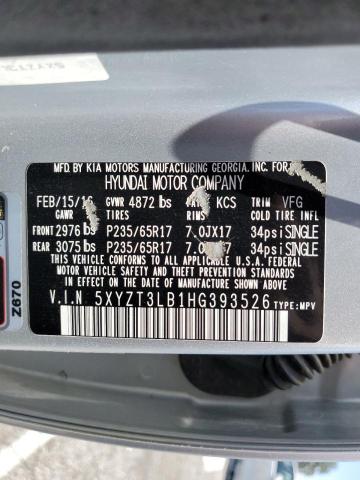 5XYZT3L
MFD. BY KIA MOTORS MANUFACTURING GEORGIA, INC. FOR
HYUNDAI MOTOR COMPANY
FEB/15/ GVWR 4872 lbs KCS TRIM VFG
GAWR TIRES RIMS COLD TIRE INF.
FRONT 2976 lbs P235/65R17 7.0JX17 34psi SINGLE
REAR 3075 lbs P235/65R17 34psi SINGLE
THIS VEHICLE CONFORMS TO ALL APPLICABLE U.S.A. FEDERAL
MOTOR VEHICLE SAFETY AND THEFT PREVENTION STANDARDS
IN EFFECT ON THE DATE OF MANUFACTURE SHOWN ABOVE.
V.I.N. 5XYZT3LB1HG393526 TYPE:MPV
Z670